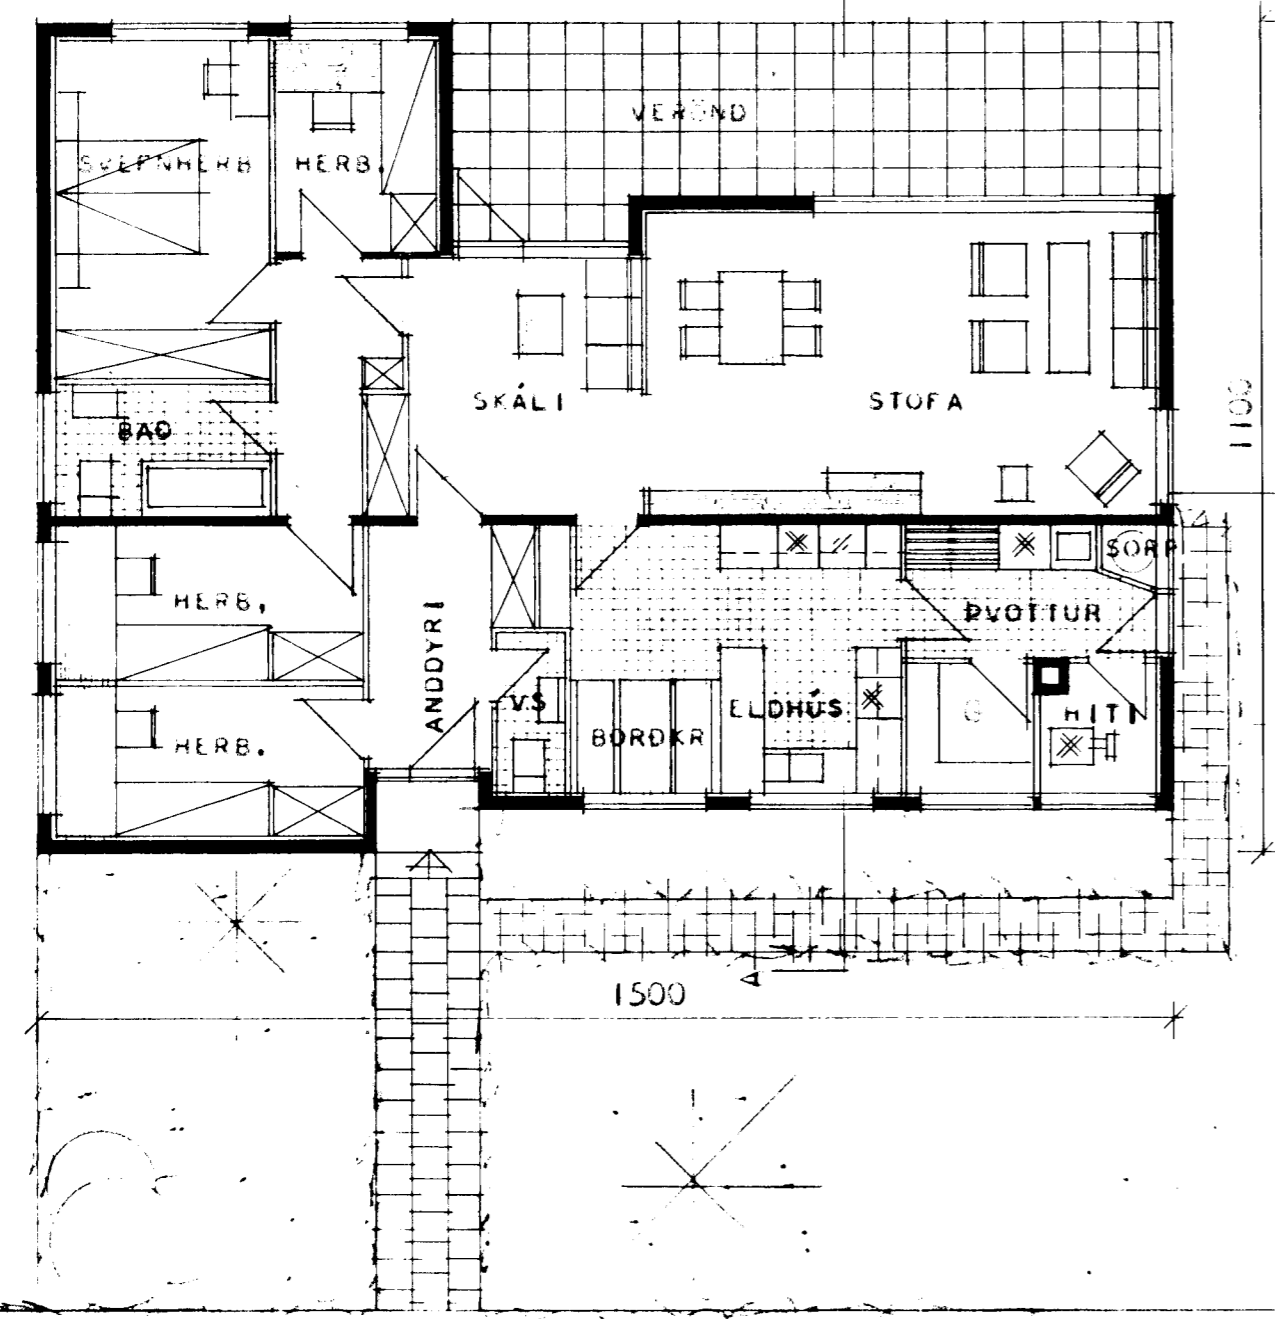 VERÖND
SVEFNHERB
HERB.
1100
SKÁLI
STOFA
BAÐ
SORP
HERB.
ÞVOTTUR
ANDDYRI
V.S
ELDHÚS
G
HITI
BORÐKR
HERB.
1500